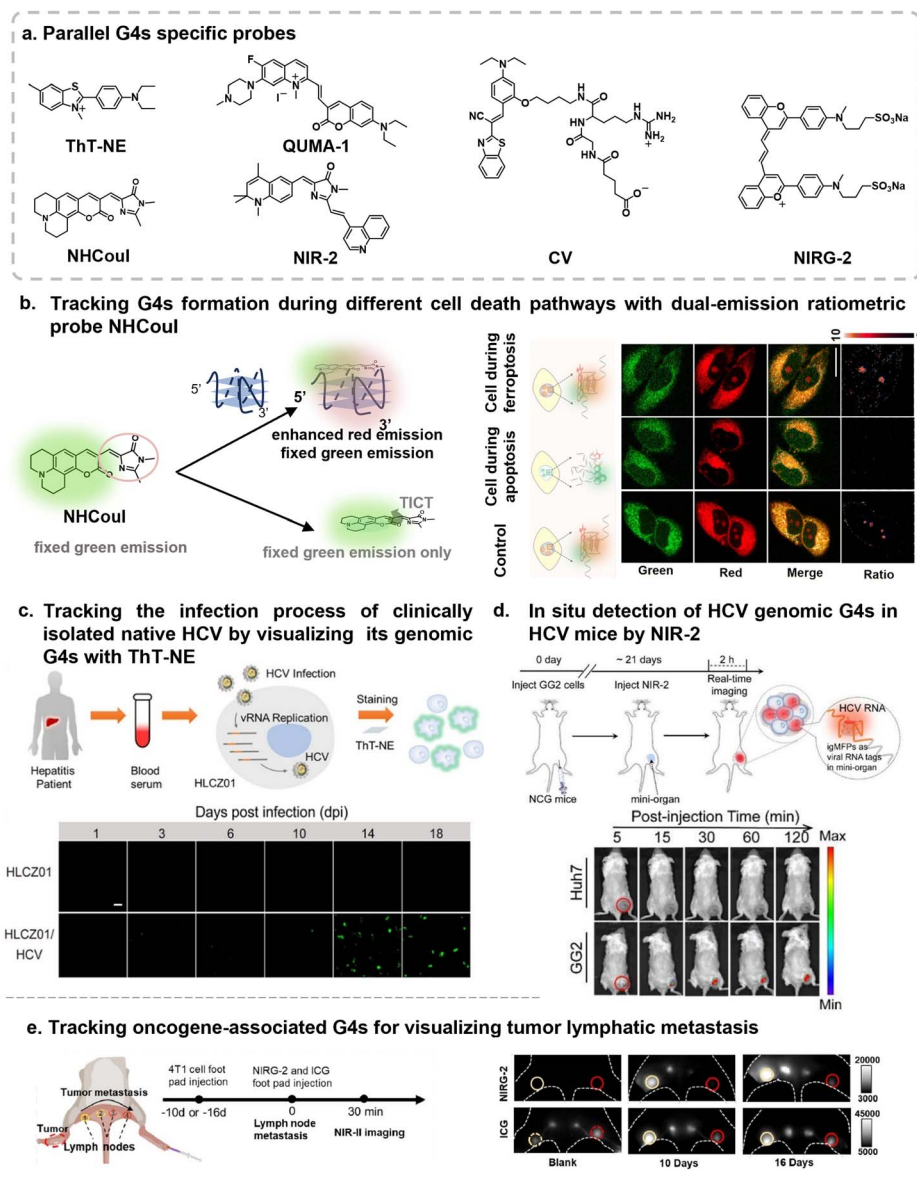 a. Parallel G4s specific probes
ThT-NE
QUMA-1
NHCouI
NIR-2
CV
NIRG-2
b. Tracking G4s formation during different cell death pathways with dual-emission ratiometric
probe NHCouI
5’
3’
5’
3’
enhanced red emission
fixed green emission
NHCouI
fixed green emission
TICT
fixed green emission only
Cell during
ferroptosis
Cell during
apoptosis
Control
10
Green
Red
Merge
Ratio
c. Tracking the infection process of clinically
isolated native HCV by visualizing its genomic
G4s with ThT-NE
Hepatitis
Patient
Blood
serum
HCV Infection
vRNA Replication
HCV
HLCZ01
Staining
ThT-NE
Days post infection (dpi)
1 3 6 10 14 18
HLCZ01
HLCZ01/
HCV
d. In situ detection of HCV genomic G4s in
HCV mice by NIR-2
0 day
~ 21 days
2 h
Inject GG2 cells
Inject NIR-2
Real-time
imaging
NCG mice
mini-organ
HCV RNA
igMFPs as
viral RNA tags
in mini-organ
Post-injection Time (min)
5 15 30 60 120
Max
Huh7
GG2
Min
e. Tracking oncogene-associated G4s for visualizing tumor lymphatic metastasis
Tumor metastasis
Tumor
Lymph nodes
4T1 cell foot
pad injection
NIRG-2 and ICG
foot pad injection
-10d or -16d
0
30 min
Lymph node
metastasis
NIR-II imaging
NIRG-2
ICG
Blank
10 Days
16 Days
20000
3000
45000
5000